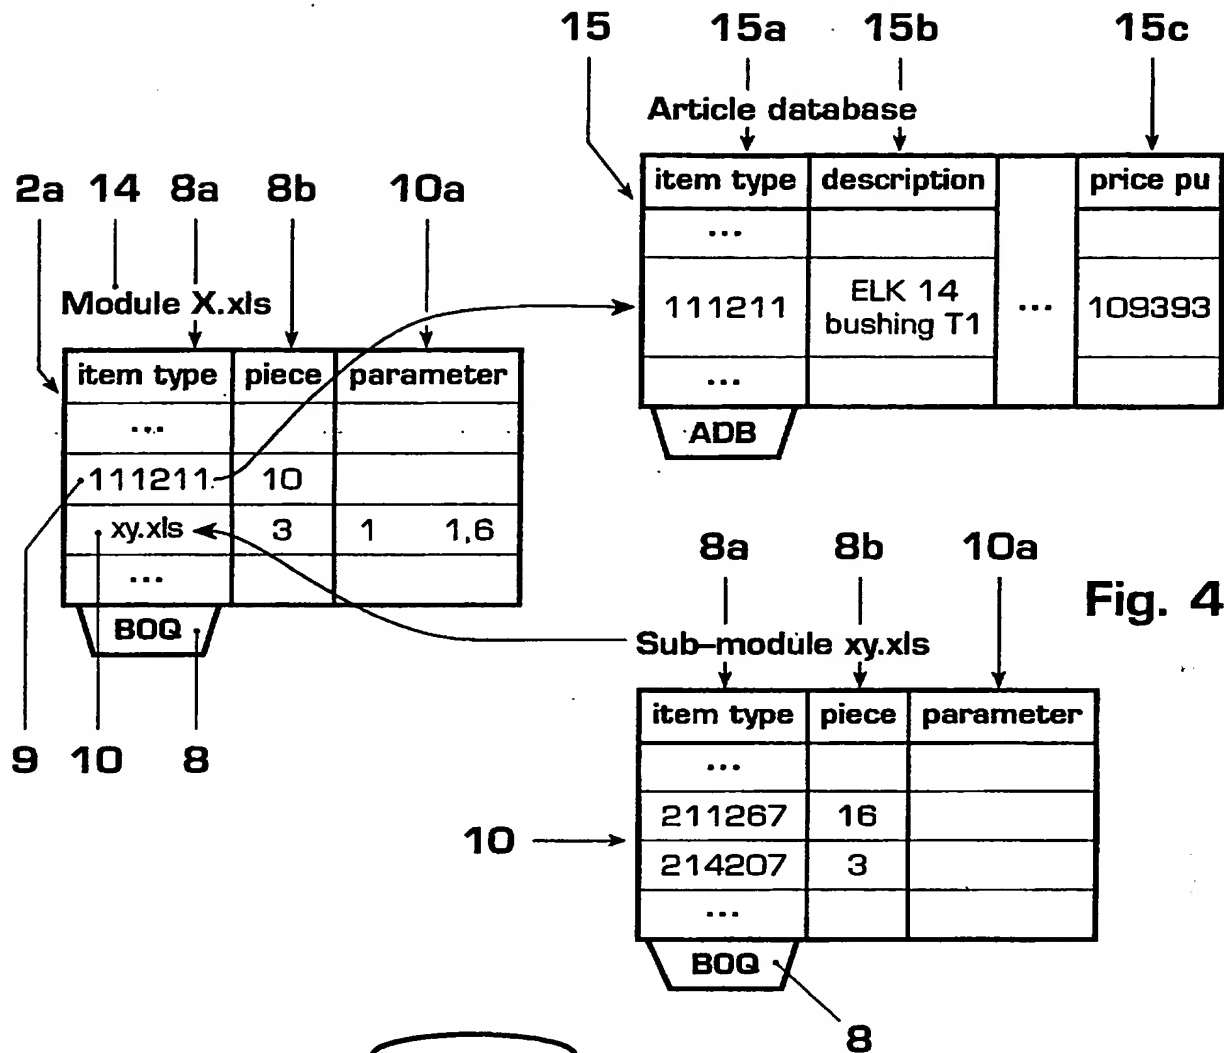 15 15a 15b 15c
Article database
item type description price pu
...
111211 ELK 14 bushing T1 ... 109393
...
ADB
2a 14 8a 8b 10a
Module X.xls
item type piece parameter
...
111211 10
xy.xls 3 1 1,6
...
BOQ
9 10 8
Fig. 4
8a 8b 10a
Sub-module xy.xls
item type piece parameter
...
211267 16
214207 3
...
BOQ
10
8